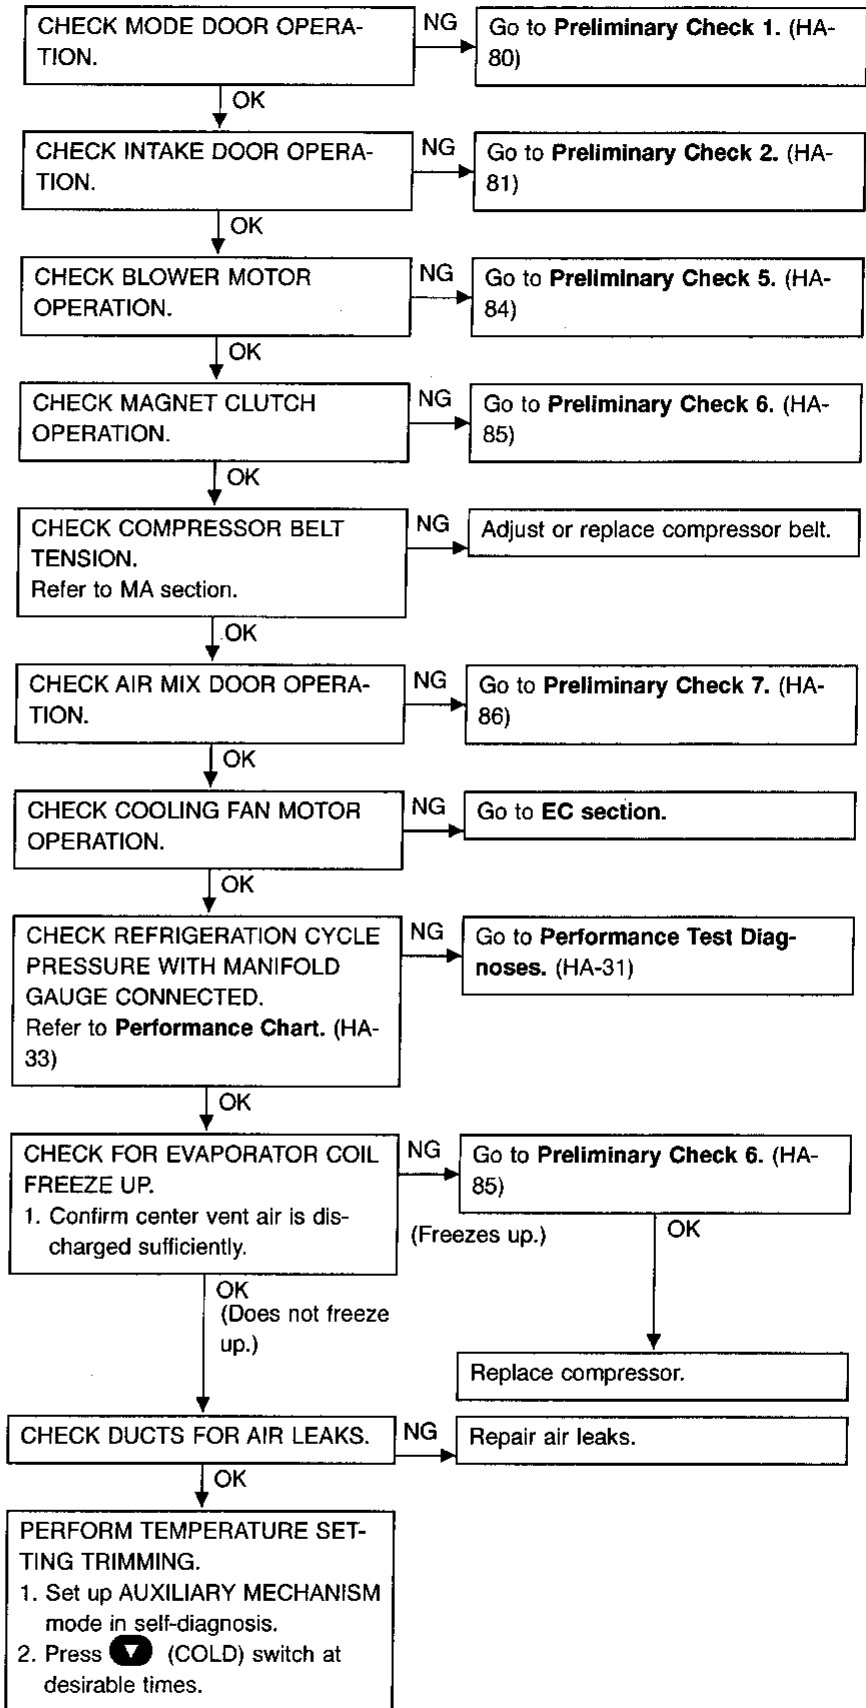 CHECK MODE DOOR OPERA-
TION.
NG
Go to Preliminary Check 1. (HA-
80)
OK
CHECK INTAKE DOOR OPERA-
TION.
NG
Go to Preliminary Check 2. (HA-
81)
OK
CHECK BLOWER MOTOR
OPERATION.
NG
Go to Preliminary Check 5. (HA-
84)
OK
CHECK MAGNET CLUTCH
OPERATION.
NG
Go to Preliminary Check 6. (HA-
85)
OK
CHECK COMPRESSOR BELT
TENSION.
Refer to MA section.
NG
Adjust or replace compressor belt.
OK
CHECK AIR MIX DOOR OPERA-
TION.
NG
Go to Preliminary Check 7. (HA-
86)
OK
CHECK COOLING FAN MOTOR
OPERATION.
NG
Go to EC section.
OK
CHECK REFRIGERATION CYCLE
PRESSURE WITH MANIFOLD
GAUGE CONNECTED.
Refer to Performance Chart. (HA-
33)
NG
Go to Performance Test Diag-
noses. (HA-31)
OK
CHECK FOR EVAPORATOR COIL
FREEZE UP.
1. Confirm center vent air is dis-
charged sufficiently.
NG
(Freezes up.)
Go to Preliminary Check 6. (HA-
85)
OK
Replace compressor.
OK
(Does not freeze
up.)
CHECK DUCTS FOR AIR LEAKS.
NG
Repair air leaks.
OK
PERFORM TEMPERATURE SET-
TING TRIMMING.
1. Set up AUXILIARY MECHANISM
mode in self-diagnosis.
2. Press ▼ (COLD) switch at
desirable times.